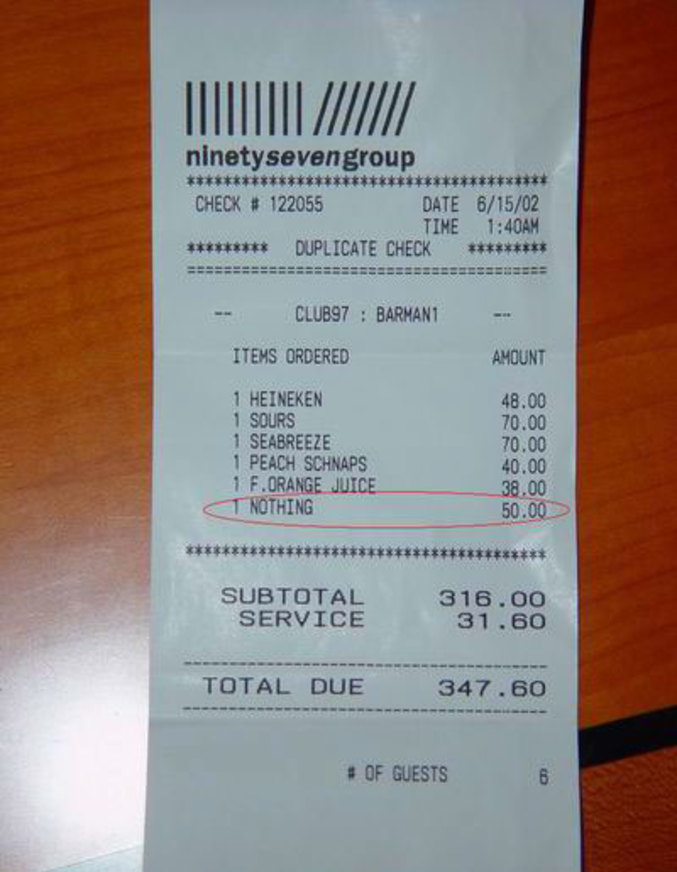 ninetysevengroup
****************************************
CHECK # 122055 DATE 6/15/02
TIME 1:40AM
********* DUPLICATE CHECK *********
========================================
-- CLUB97 : BARMAN1 --
ITEMS ORDERED AMOUNT
1 HEINEKEN 48.00
1 SOURS 70.00
1 SEABREEZE 70.00
1 PEACH SCHNAPS 40.00
1 F.ORANGE JUICE 38.00
1 NOTHING 50.00
****************************************
SUBTOTAL 316.00
SERVICE 31.60
----------------------------------------
TOTAL DUE 347.60
----------------------------------------
# OF GUESTS 6